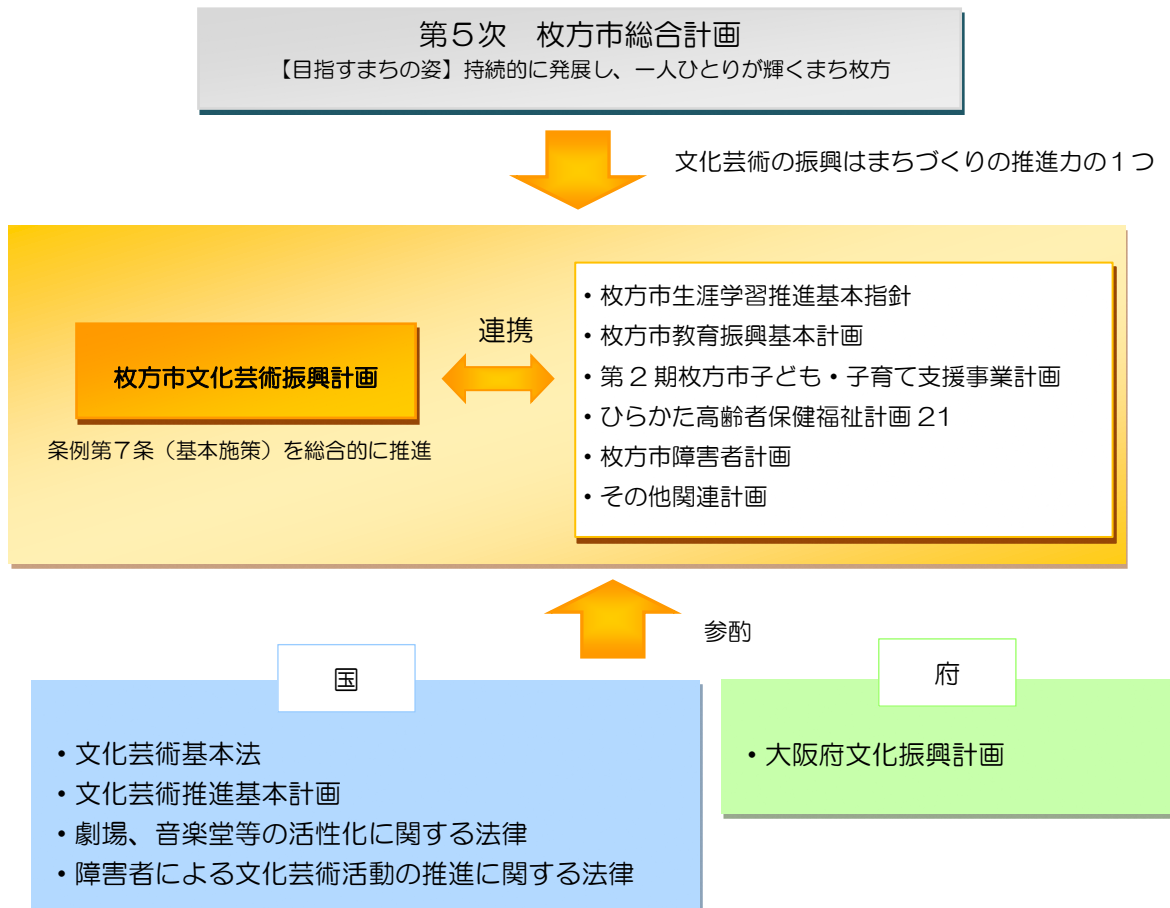 第５次　枚方市総合計画
【目指すまちの姿】持続的に発展し、一人ひとりが輝くまち枚方
文化芸術の振興はまちづくりの推進力の１つ
枚方市文化芸術振興計画
条例第７条（基本施策）を総合的に推進
連携
・枚方市生涯学習推進基本指針
・枚方市教育振興基本計画
・第２期枚方市子ども・子育て支援事業計画
・ひらかた高齢者保健福祉計画 21
・枚方市障害者計画
・その他関連計画
参酌
国
・文化芸術基本法
・文化芸術推進基本計画
・劇場、音楽堂等の活性化に関する法律
・障害者による文化芸術活動の推進に関する法律
府
・大阪府文化振興計画